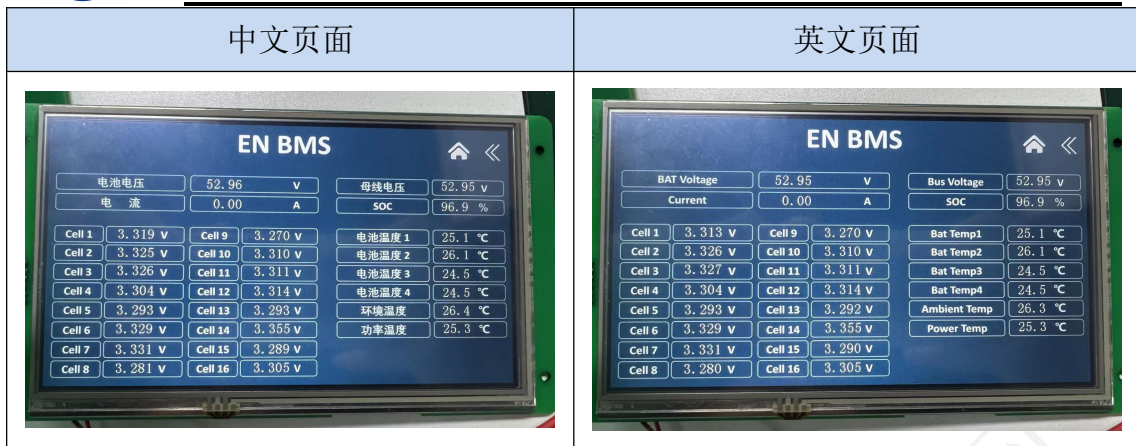 中文页面
英文页面
EN BMS
电池电压 52.96 V 母线电压 52.95 V
电 流 0.00 A SOC 96.9 %
Cell 1 3.319 V Cell 9 3.270 V 电池温度 1 25.1 ℃
Cell 2 3.325 V Cell 10 3.310 V 电池温度 2 26.1 ℃
Cell 3 3.326 V Cell 11 3.311 V 电池温度 3 24.5 ℃
Cell 4 3.304 V Cell 12 3.314 V 电池温度 4 24.5 ℃
Cell 5 3.293 V Cell 13 3.293 V 环境温度 26.4 ℃
Cell 6 3.329 V Cell 14 3.355 V 功率温度 25.3 ℃
Cell 7 3.331 V Cell 15 3.289 V
Cell 8 3.281 V Cell 16 3.305 V
EN BMS
BAT Voltage 52.95 V Bus Voltage 52.95 V
Current 0.00 A SOC 96.9 %
Cell 1 3.313 V Cell 9 3.270 V Bat Temp1 25.1 ℃
Cell 2 3.326 V Cell 10 3.310 V Bat Temp2 26.1 ℃
Cell 3 3.327 V Cell 11 3.311 V Bat Temp3 24.5 ℃
Cell 4 3.304 V Cell 12 3.314 V Bat Temp4 24.5 ℃
Cell 5 3.293 V Cell 13 3.292 V Ambient Temp 26.3 ℃
Cell 6 3.329 V Cell 14 3.355 V Power Temp 25.3 ℃
Cell 7 3.331 V Cell 15 3.290 V
Cell 8 3.280 V Cell 16 3.305 V